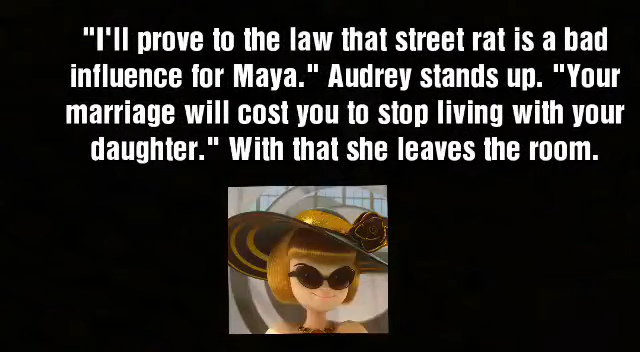 "I'll prove to the law that street rat is a bad
influence for Maya." Audrey stands up. "Your
marriage will cost you to stop living with your
daughter." With that she leaves the room.